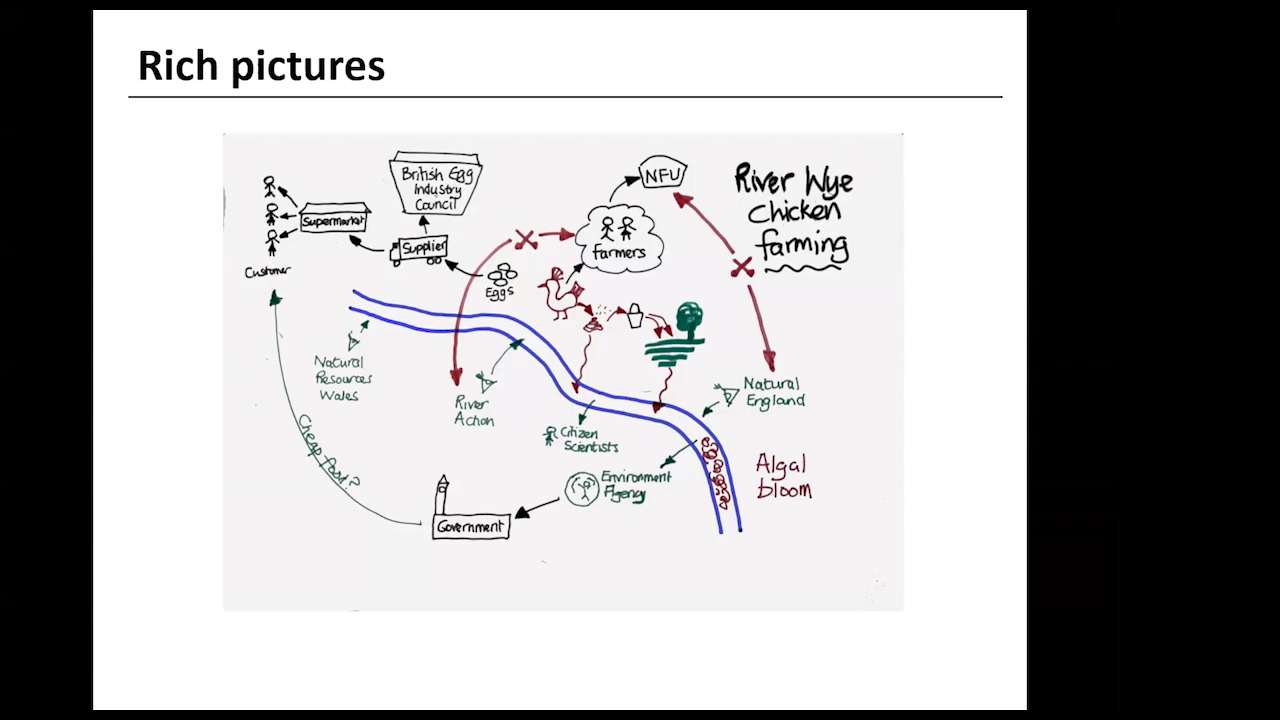 Rich pictures
British Egg
Industry
Council
NFU
River Wye
Chicken
farming
Supermarket
Supplier
farmers
Customer
Eggs
Natural
Resources
Wales
River
Action
Natural
England
Citizen
Scientists
Cheap food?
Environment
Agency
Algal
bloom
Government